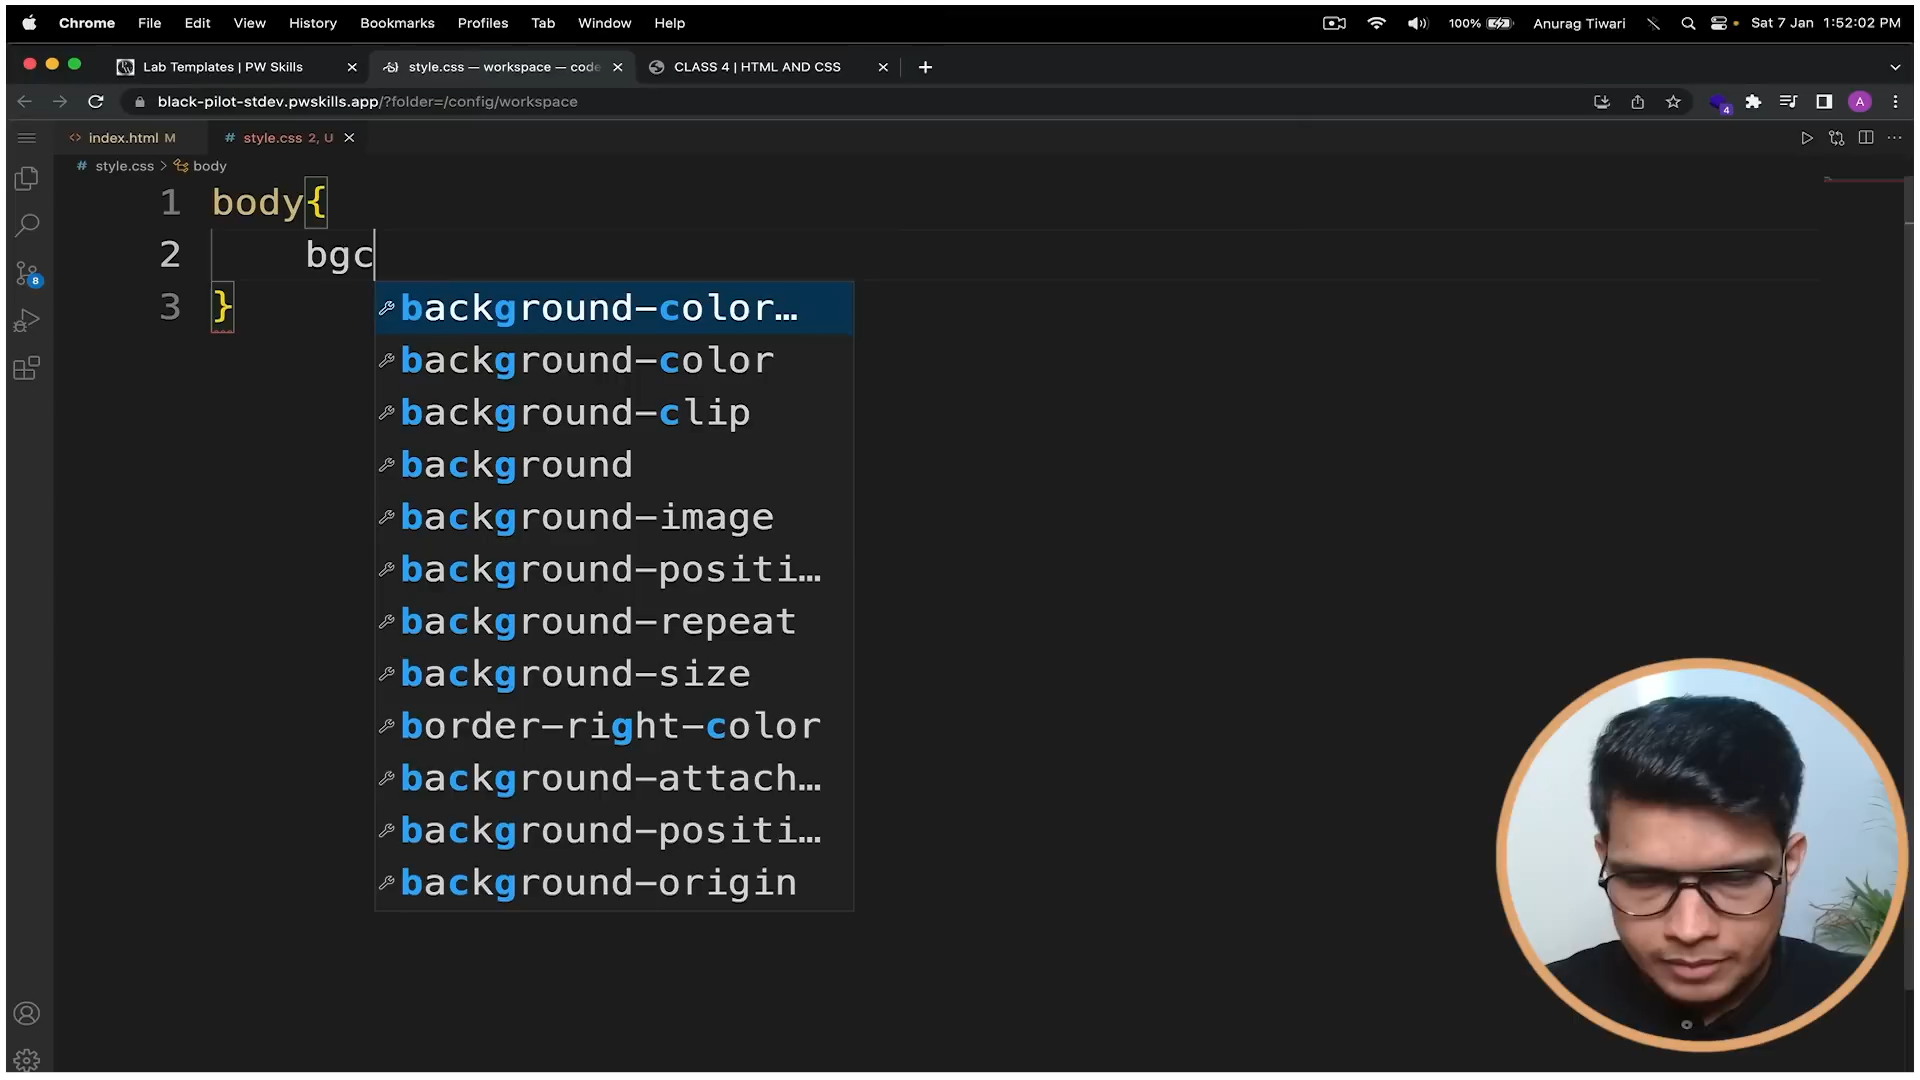 Chrome File Edit View History Bookmarks Profiles Tab Window Help 100% Anurag Tiwari Sat 7 Jan 1:52:02 PM
Lab Templates | PW Skills style.css — workspace — code CLASS 4 | HTML AND CSS
black-pilot-stdev.pwskills.app/?folder=/config/workspace 4 A
<> index.html M # style.css 2, U
# style.css > body
1 body{
2 bgc
3 }
background-color…
background-color
background-clip
background
background-image
background-positi…
background-repeat
background-size
border-right-color
background-attach…
background-positi…
background-origin
8